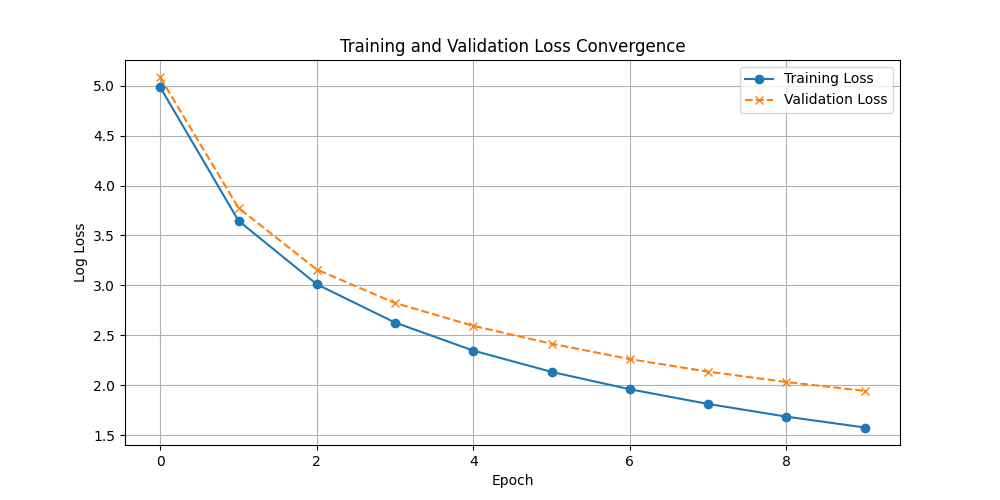 Training and Validation Loss Convergence
Training Loss
Validation Loss
5.0
4.5
4.0
3.5
3.0
2.5
2.0
1.5
Log Loss
0 2 4 6 8
Epoch